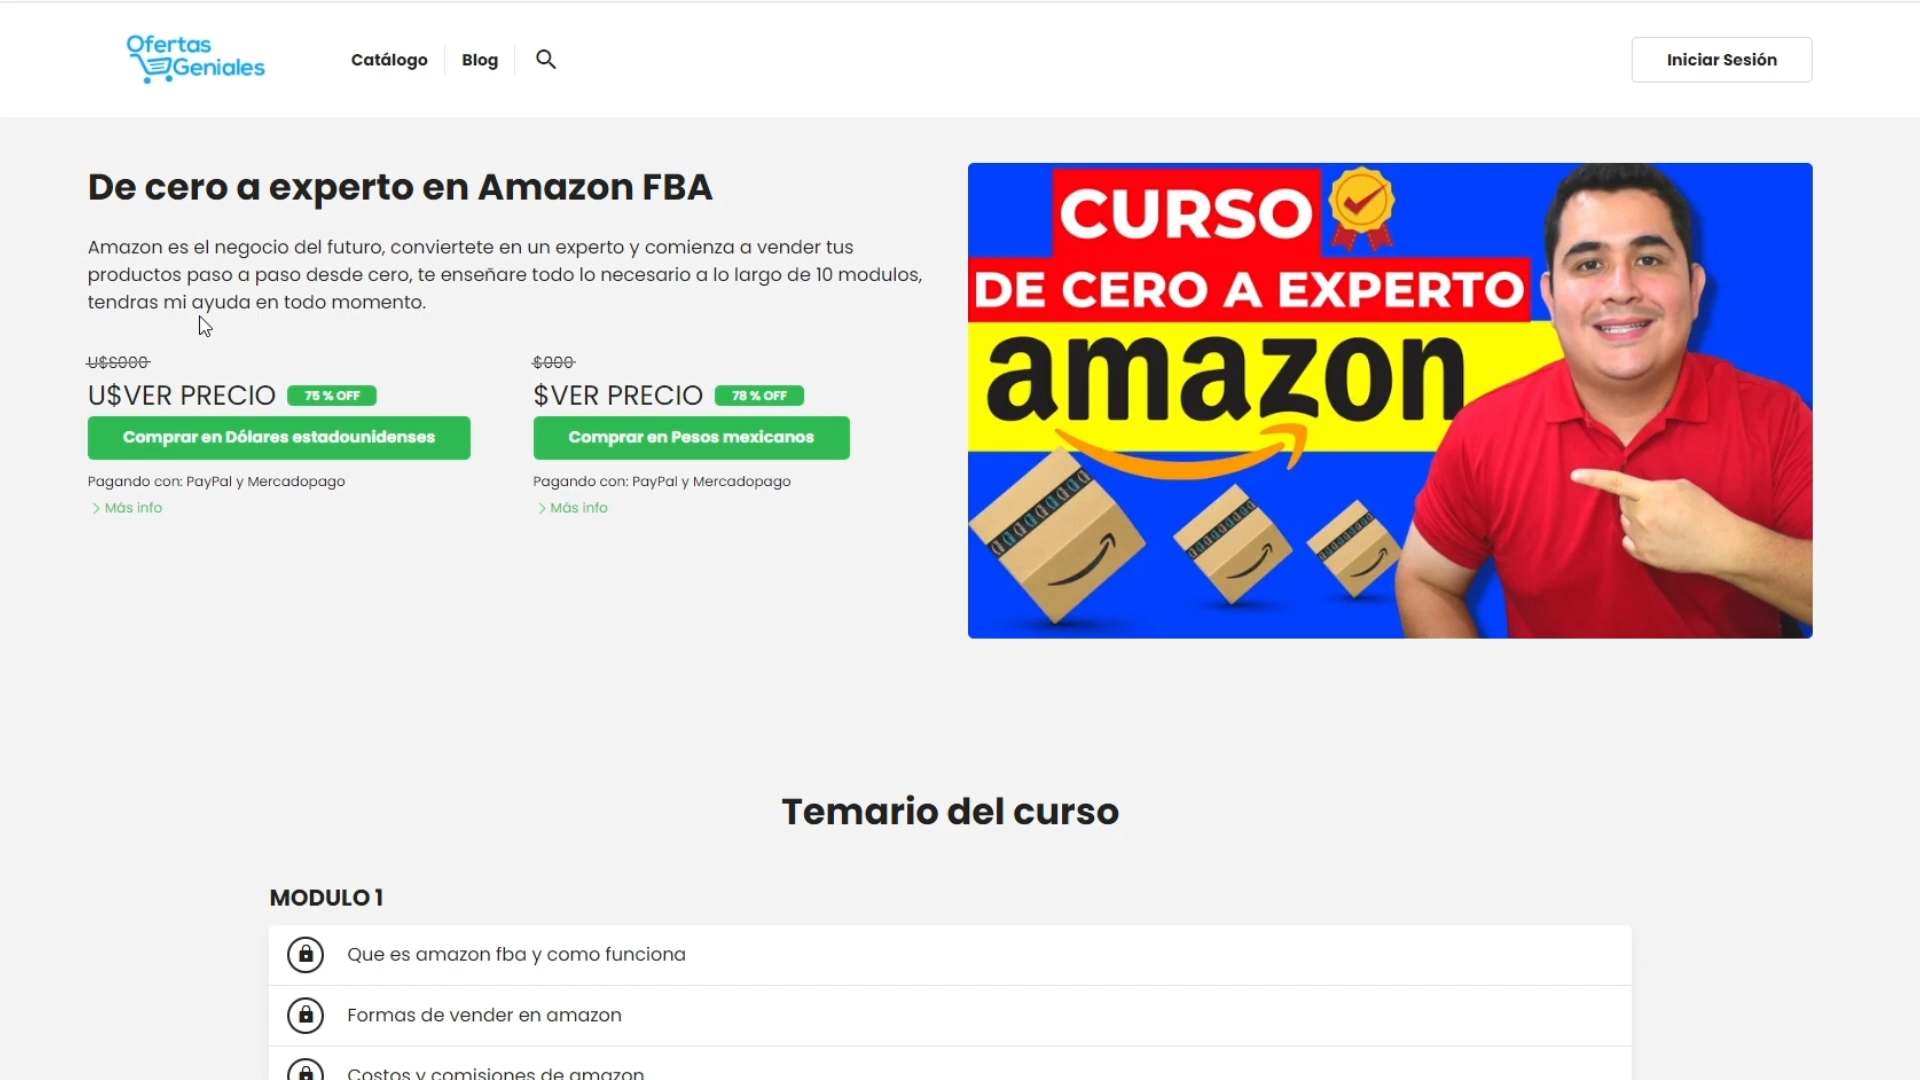 Ofertas
Geniales
Catálogo
Blog
Iniciar Sesión
De cero a experto en Amazon FBA
Amazon es el negocio del futuro, conviertete en un experto y comienza a vender tus
productos paso a paso desde cero, te enseñare todo lo necesario a lo largo de 10 modulos,
tendras mi ayuda en todo momento.
U$S000
U$VER PRECIO 75 % OFF
Comprar en Dólares estadounidenses
Pagando con: PayPal y Mercadopago
Más info
$000
$VER PRECIO 78 % OFF
Comprar en Pesos mexicanos
Pagando con: PayPal y Mercadopago
Más info
CURSO
DE CERO A EXPERTO
amazon
Temario del curso
MODULO 1
Que es amazon fba y como funciona
Formas de vender en amazon
Costos y comisiones de amazon